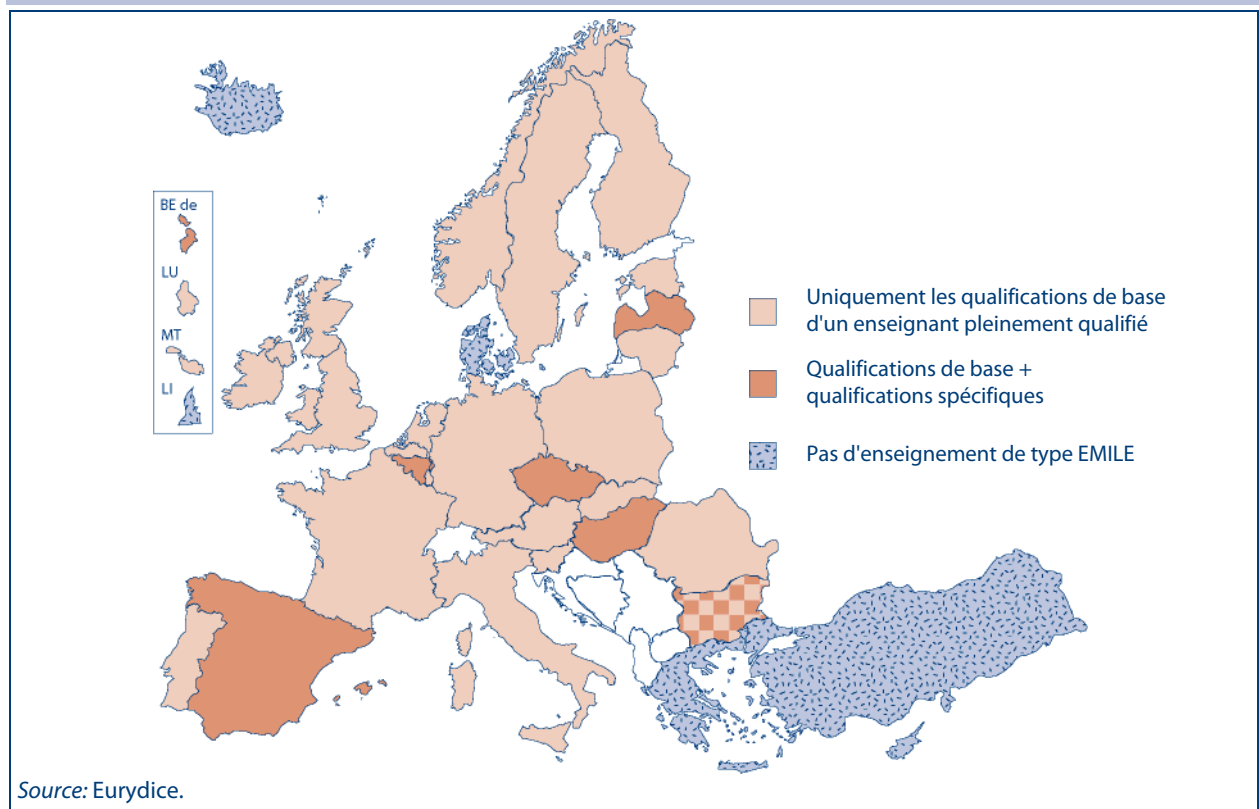 BE de
LU
MT
LI
Uniquement les qualifications de base
d'un enseignant pleinement qualifié
Qualifications de base +
qualifications spécifiques
Pas d'enseignement de type EMILE
Source: Eurydice.